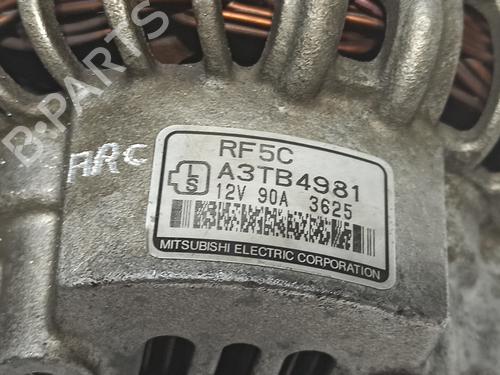 B-PARTS
ARC
RF5C
L
S
A3TB4981
12V 90A 3625
MITSUBISHI ELECTRIC CORPORATION